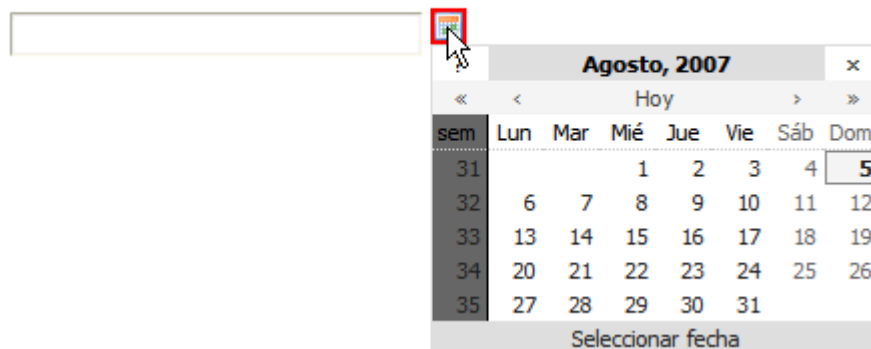 ? Agosto, 2007 ×
« ‹ Hoy › »
sem Lun Mar Mié Jue Vie Sáb Dom
31 1 2 3 4 5
32 6 7 8 9 10 11 12
33 13 14 15 16 17 18 19
34 20 21 22 23 24 25 26
35 27 28 29 30 31
Seleccionar fecha